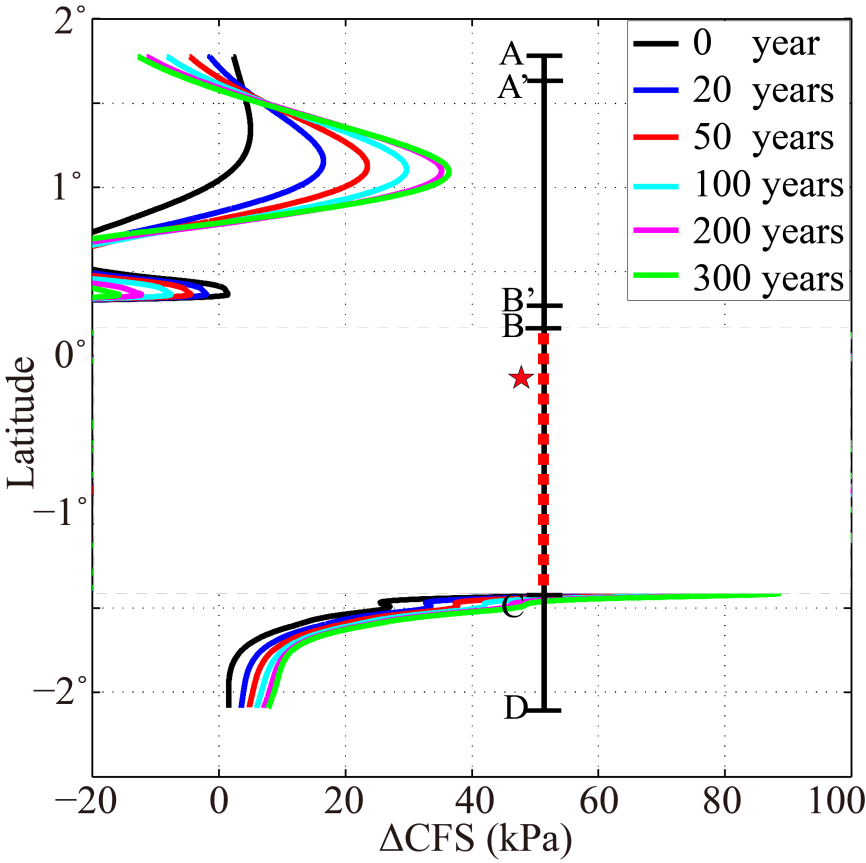 2°
1°
0°
−1°
−2°
Latitude
A
A'
B'
B
C
D
0 year
20 years
50 years
100 years
200 years
300 years
−20 0 20 40 60 80 100
ΔCFS (kPa)